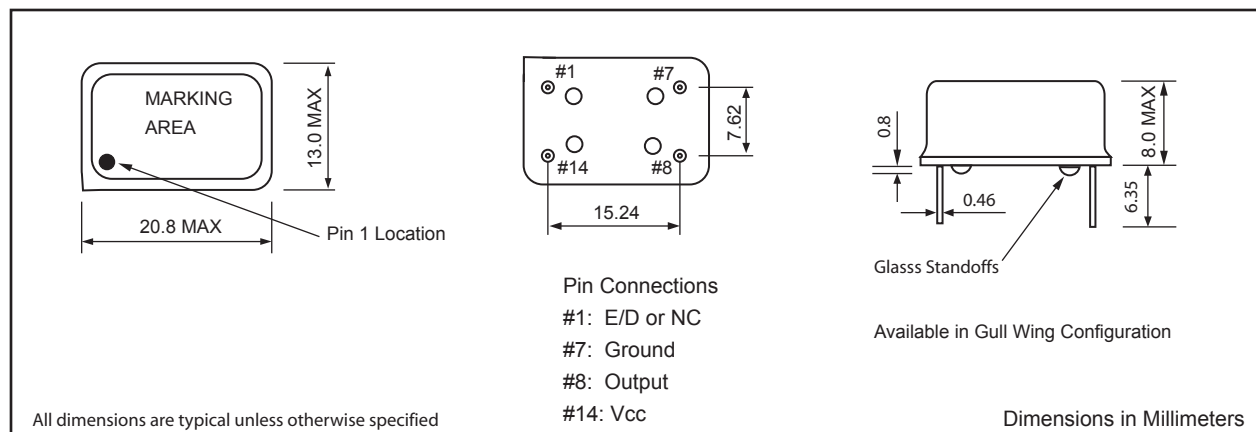 MARKING
AREA
13.0 MAX
20.8 MAX
Pin 1 Location
#1
#7
#14
#8
7.62
15.24
Pin Connections
#1: E/D or NC
#7: Ground
#8: Output
#14: Vcc
0.8
0.46
8.0 MAX
6.35
Glasss Standoffs
Available in Gull Wing Configuration
All dimensions are typical unless otherwise specified
Dimensions in Millimeters